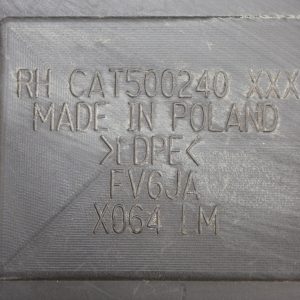 RH CAT500240 XXX
MADE IN POLAND
>LDPE<
FV6JA
X064 LM